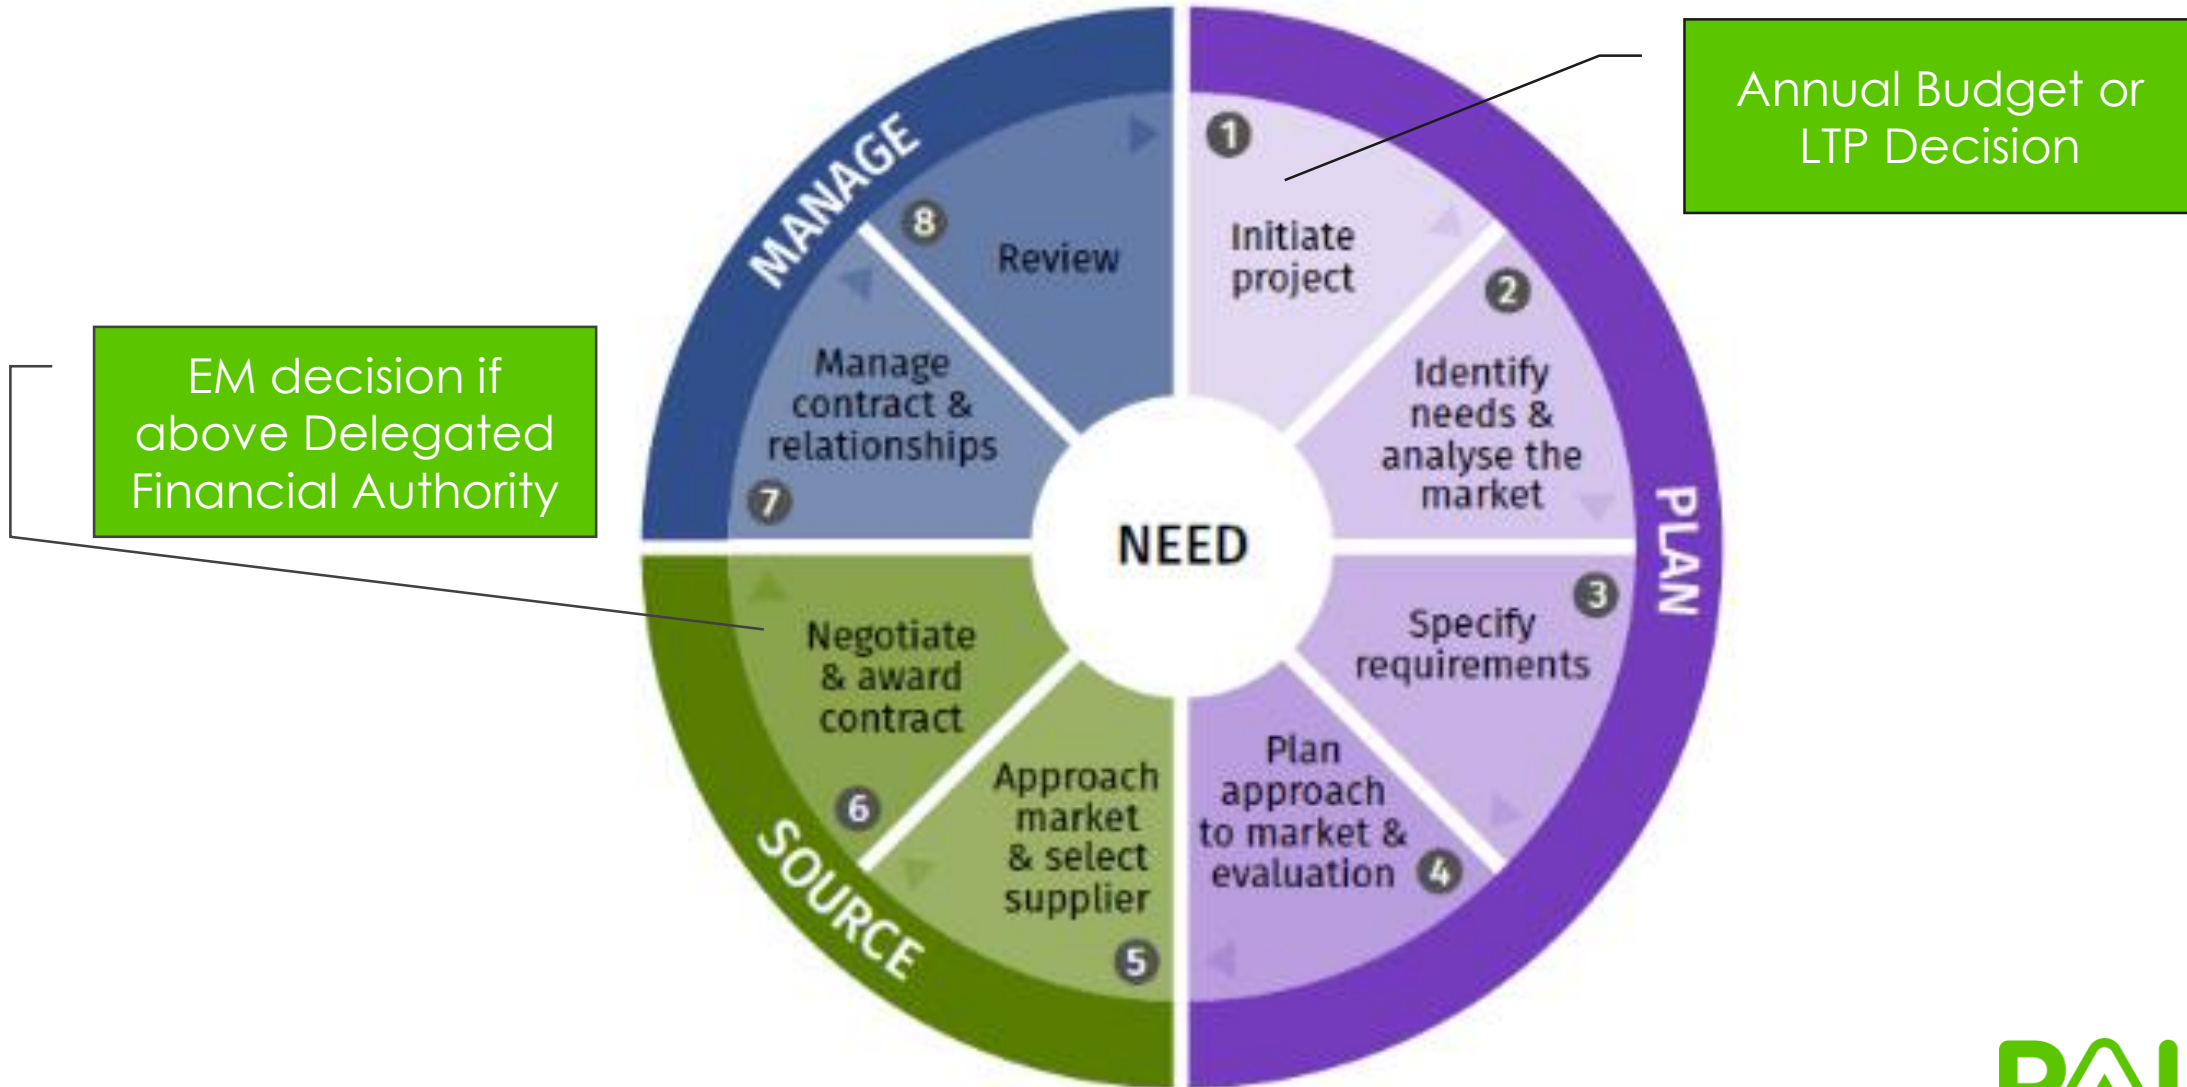 Annual Budget or
LTP Decision
MANAGE
1
Initiate
project
2
Identify
needs &
analyse the
market
PLAN
3
Specify
requirements
4
Plan
approach
to market &
evaluation
5
Approach
market
& select
supplier
SOURCE
6
Negotiate
& award
contract
7
Manage
contract &
relationships
8
Review
NEED
EM decision if
above Delegated
Financial Authority